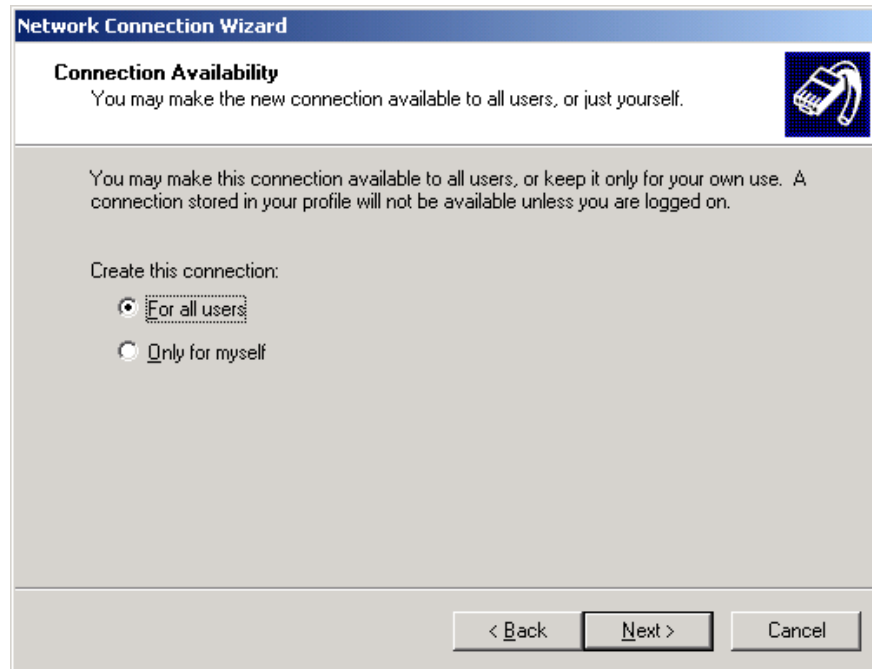 Network Connection Wizard
Connection Availability
You may make the new connection available to all users, or just yourself.
You may make this connection available to all users, or keep it only for your own use.  A
connection stored in your profile will not be available unless you are logged on.
Create this connection:
For all users
Only for myself
< Back
Next >
Cancel